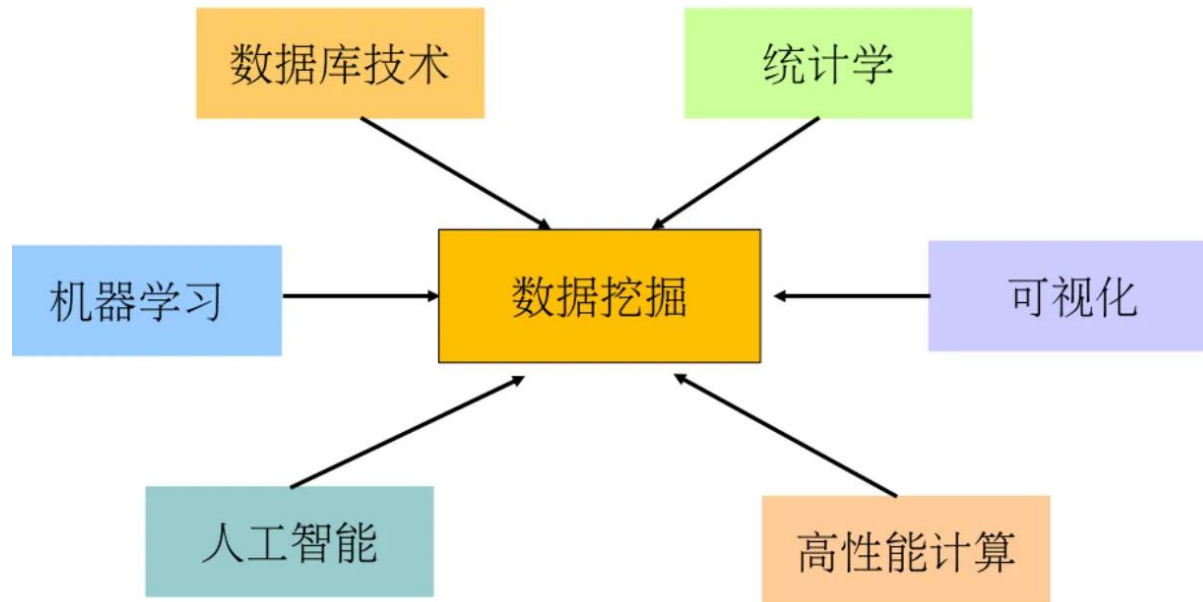 数据库技术
统计学
机器学习
数据挖掘
可视化
人工智能
高性能计算